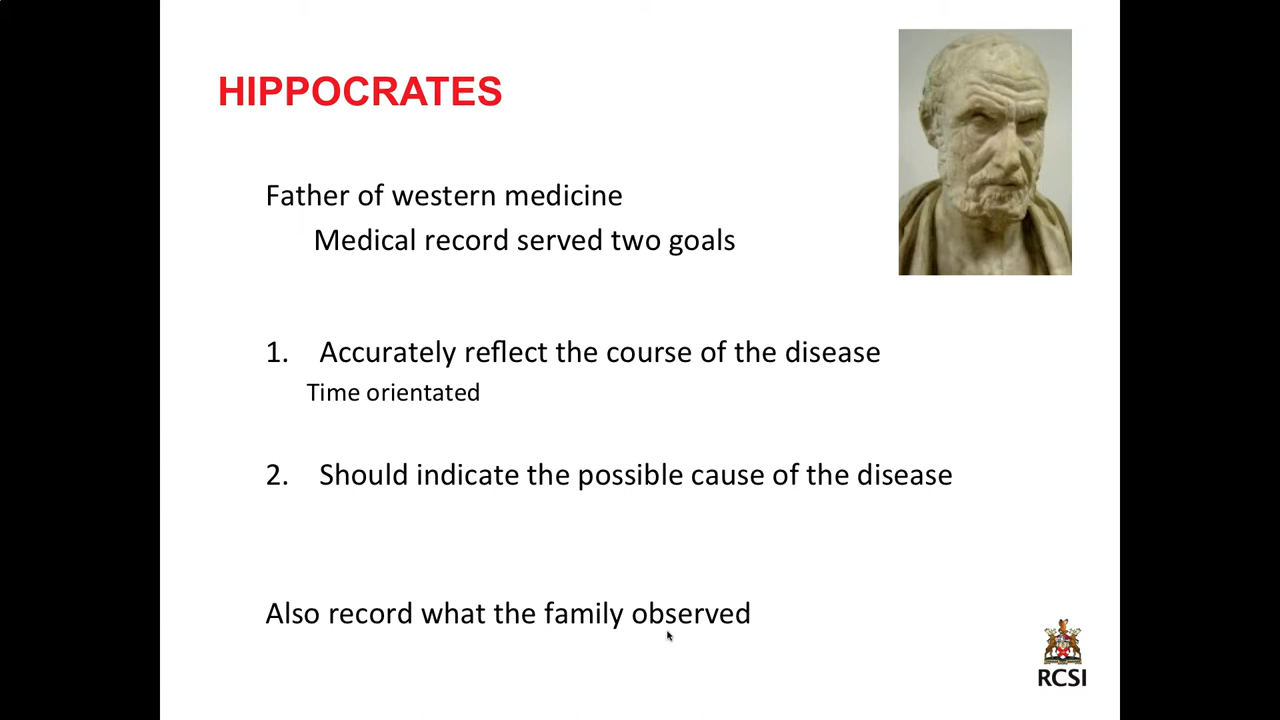 HIPPOCRATES
Father of western medicine
Medical record served two goals
1. Accurately reflect the course of the disease
Time orientated
2. Should indicate the possible cause of the disease
Also record what the family observed
RCSI